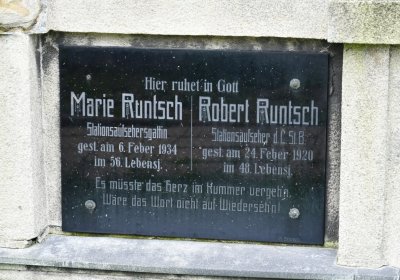 Hier ruhet in Gott
Marie Runtsch
Stationsaufsehersgattin
gest. am 6. Feber 1934
im 56. Lebensj.
Robert Runtsch
Stationsaufseher d. Č. St. B.
gest. am 24. Feber 1920
im 48. Lebensj.
Es müsste das Herz im Kummer vergeh'n
Wäre das Wort nicht auf Wiedersehn!